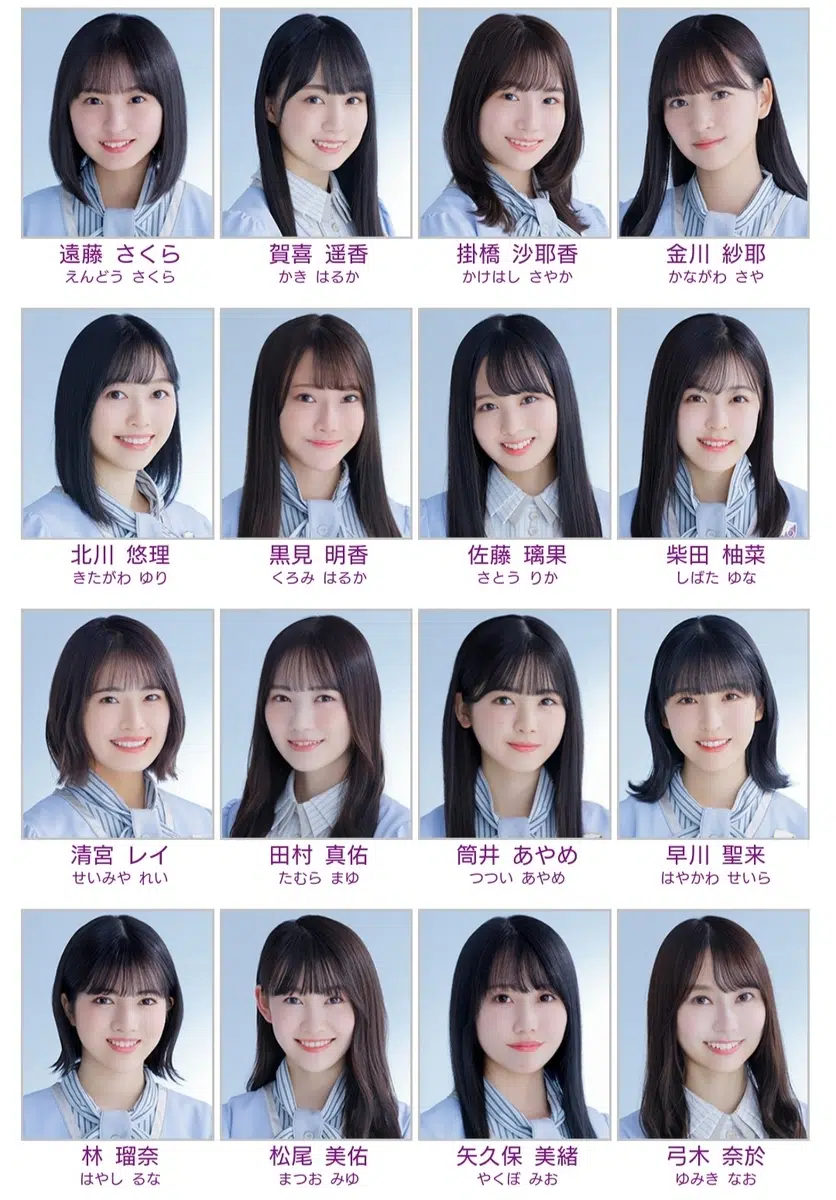 遠藤 さくら
えんどう さくら
賀喜 遥香
かき はるか
掛橋 沙耶香
かけはし さやか
金川 紗耶
かながわ さや
北川 悠理
きたがわ ゆり
黒見 明香
くろみ はるか
佐藤 璃果
さとう りか
柴田 柚菜
しばた ゆな
清宮 レイ
せいみや れい
田村 真佑
たむら まゆ
筒井 あやめ
つつい あやめ
早川 聖来
はやかわ せいら
林 瑠奈
はやし るな
松尾 美佑
まつお みゆ
矢久保 美緒
やくぼ みお
弓木 奈於
ゆみき なお